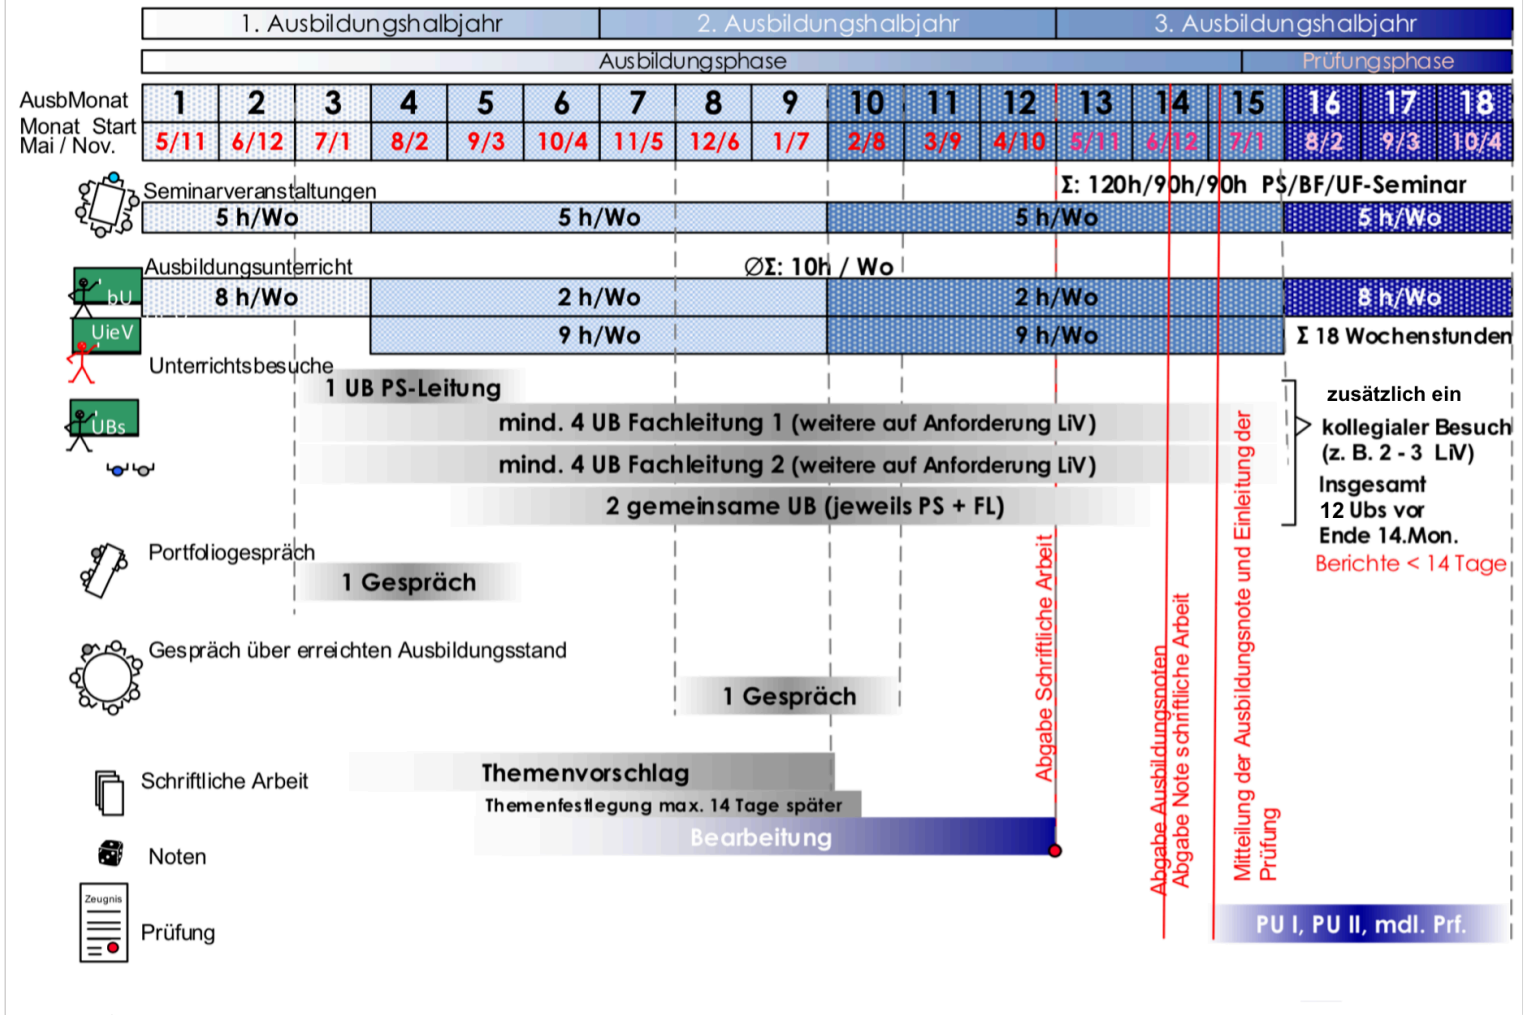 1. Ausbildungshalbjahr 2. Ausbildungshalbjahr 3. Ausbildungshalbjahr
Ausbildungsphase Prüfungsphase
AusbMonat 1 2 3 4 5 6 7 8 9 10 11 12 13 14 15 16 17 18
Monat Start
Mai / Nov. 5/11 6/12 7/1 8/2 9/3 10/4 11/5 12/6 1/7 2/8 3/9 4/10 5/11 6/12 7/1 8/2 9/3 10/4
Seminarveranstaltungen Σ: 120h/90h/90h PS/BF/UF-Seminar
5 h/Wo 5 h/Wo 5 h/Wo 5 h/Wo
Ausbildungsunterricht ØΣ: 10h / Wo
bU 8 h/Wo 2 h/Wo 2 h/Wo 8 h/Wo
UieV 9 h/Wo 9 h/Wo Σ 18 Wochenstunden
Unterrichtsbesuche
1 UB PS-Leitung
UBs
mind. 4 UB Fachleitung 1 (weitere auf Anforderung LiV)
mind. 4 UB Fachleitung 2 (weitere auf Anforderung LiV)
2 gemeinsame UB (jeweils PS + FL)
zusätzlich ein
kollegialer Besuch
(z. B. 2 - 3 LiV)
Insgesamt
12 Ubs vor
Ende 14.Mon.
Berichte < 14 Tage
Portfoliogespräch
1 Gespräch
Gespräch über erreichten Ausbildungsstand
1 Gespräch
Abgabe Schriftliche Arbeit
Abgabe Ausbildungsnoten
Abgabe Note schriftliche Arbeit
Mitteilung der Ausbildungsnote und Einleitung der
Prüfung
Schriftliche Arbeit
Themenvorschlag
Themenfestlegung max. 14 Tage später
Bearbeitung
Noten
Zeugnis
Prüfung
PU I, PU II, mdl. Prf.